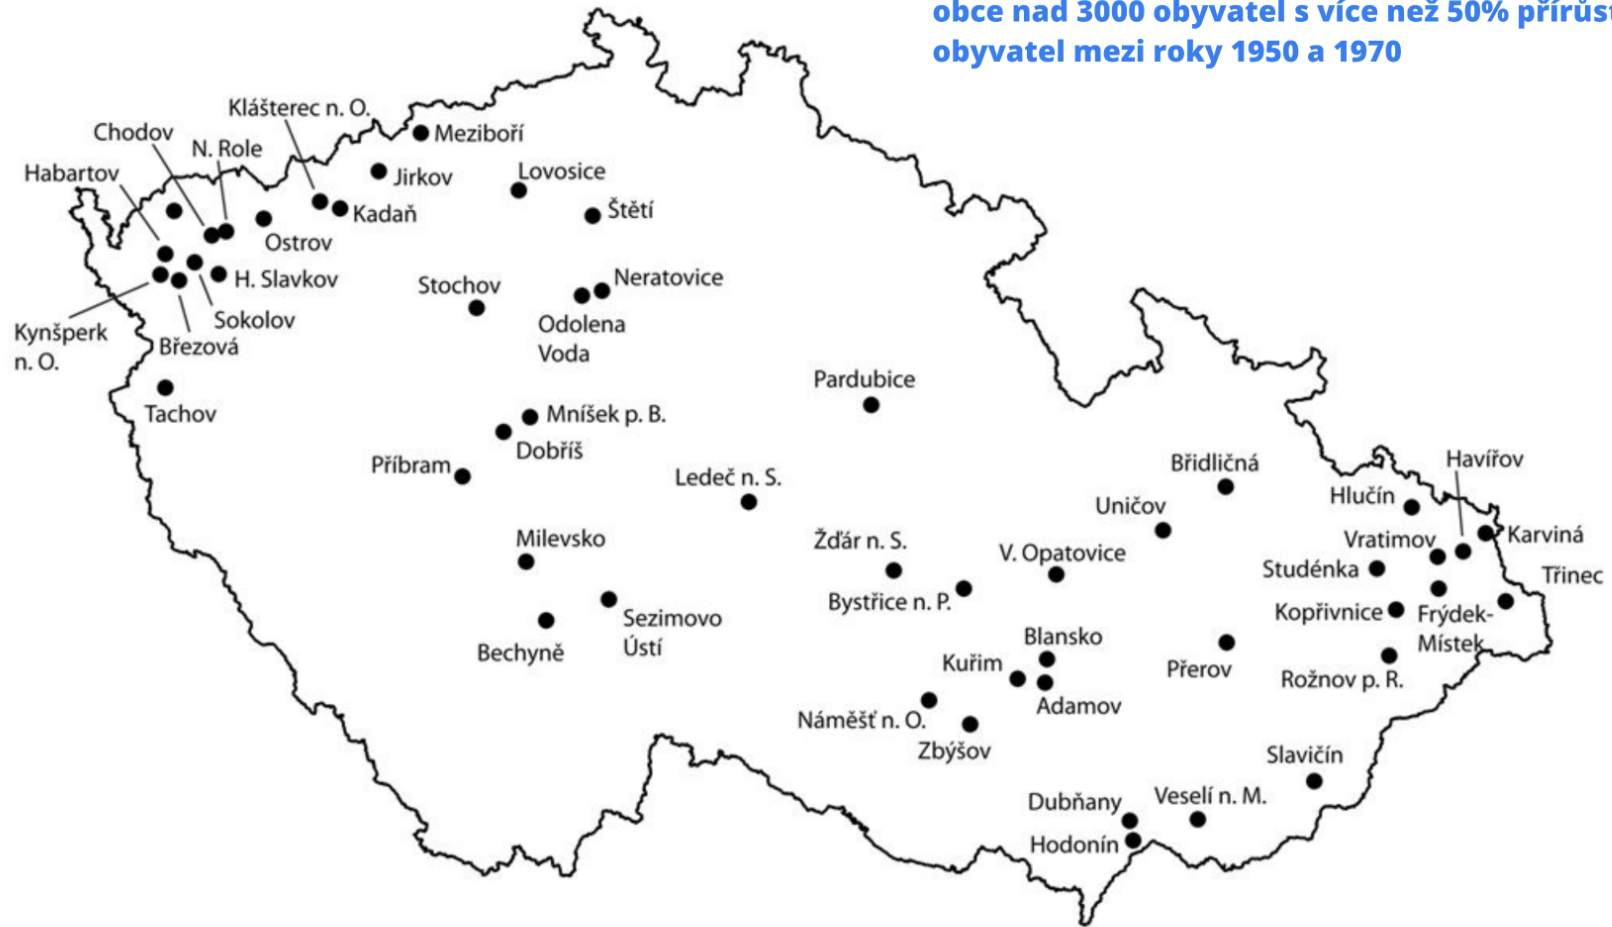 obce nad 3000 obyvatel s více než 50% přírůst
obyvatel mezi roky 1950 a 1970
Klášterec n. O.
Chodov
Meziboří
N. Role
Habartov
Jirkov
Lovosice
Kadaň
Štětí
Ostrov
H. Slavkov
Stochov
Neratovice
Sokolov
Odolena
Voda
Kynšperk
n. O.
Březová
Tachov
Pardubice
Mníšek p. B.
Dobříš
Příbram
Ledeč n. S.
Břidličná
Havířov
Hlučín
Uničov
Milevsko
Žďár n. S.
V. Opatovice
Vratimov
Karviná
Studénka
Třinec
Bystřice n. P.
Kopřivnice
Frýdek-
Místek
Sezimovo
Ústí
Bechyně
Blansko
Kuřim
Přerov
Rožnov p. R.
Adamov
Náměšť n. O.
Zbýšov
Slavičín
Dubňany
Veselí n. M.
Hodonín